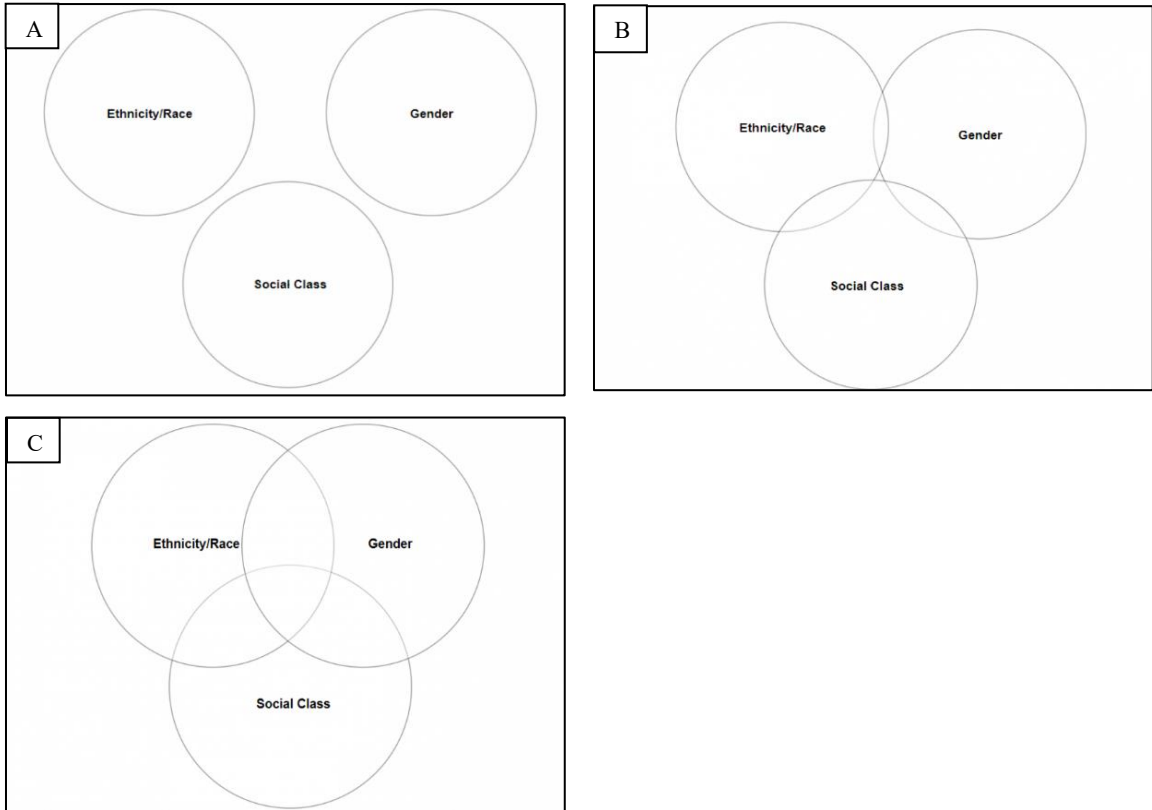 A
Ethnicity/Race
Gender
Social Class
B
Ethnicity/Race
Gender
Social Class
C
Ethnicity/Race
Gender
Social Class